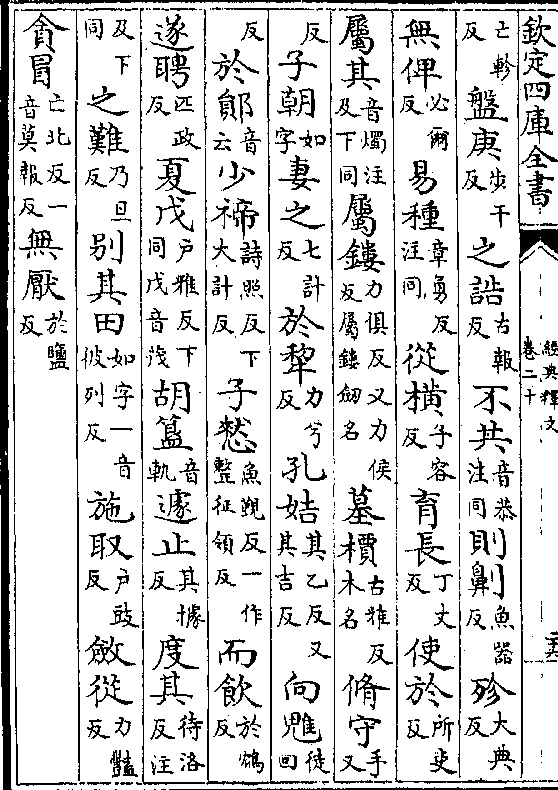 欽定四庫全書
經典釋文
卷二十
亡軫反盤庚步干反之誥古報反不共音恭注同則劓魚器反殄大典反
無俾必爾反易種章勇反注同從橫子容反育長丁丈反使於所吏反
屬其音燭注及下同屬鏤力俱反又力侯反屬鏤劒名墓檟古雅反木名脩守手又
反子朝如字妻之七計反於犂力兮反孔姞其乙反又其吉反向魋徒回
反於鄖音云少禘詩照反下大計反子憗魚覲反一作整征領反而飲於鴆反
遂聘匹政反夏戊戶雅反下同戊音茂胡簋音軌遽止其據反度其待洛反注
及下同之難乃旦反別其田如字一音彼列反施取戶豉反斂從力豔反
貪冒亡北反一音莫報反無厭於鹽反